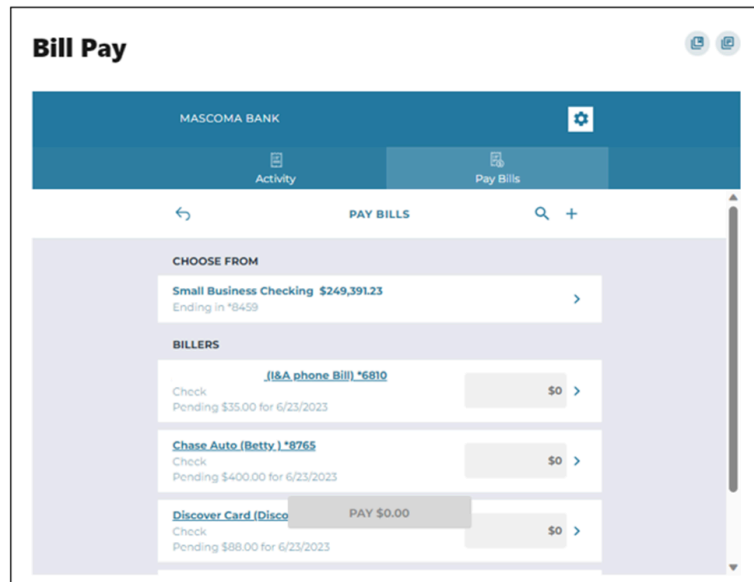 Bill Pay
MASCOMA BANK
Activity
Pay Bills
PAY BILLS
CHOOSE FROM
Small Business Checking $249,391.23
Ending in *8459
BILLERS
(I&A phone Bill) *6810
Check
$0
Pending $35.00 for 6/23/2023
Chase Auto (Betty ) *8765
Check
$0
Pending $400.00 for 6/23/2023
PAY $0.00
Discover Card (Disco
Check
$0
Pending $88.00 for 6/23/2023